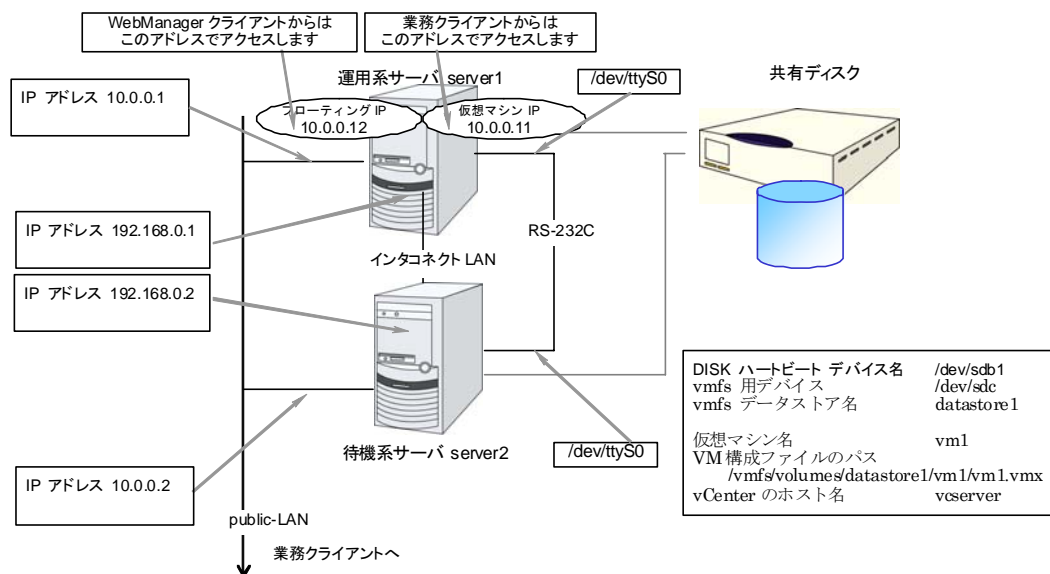 WebManager クライアントからは
このアドレスでアクセスします
業務クライアントからは
このアドレスでアクセスします
運用系サーバ server1
/dev/ttyS0
共有ディスク
IP アドレス 10.0.0.1
フローティング IP
10.0.0.12
仮想マシン IP
10.0.0.11
IP アドレス 192.168.0.1
RS-232C
インタコネクト LAN
IP アドレス 192.168.0.2
DISK ハートビート デバイス名 /dev/sdb1
vmfs 用デバイス /dev/sdc
vmfs データストア名 datastore1
仮想マシン名 vm1
VM 構成ファイルのパス
/vmfs/volumes/datastore1/vm1/vm1.vmx
vCenter のホスト名 vcserver
待機系サーバ server2
/dev/ttyS0
IP アドレス 10.0.0.2
public-LAN
業務クライアントへ